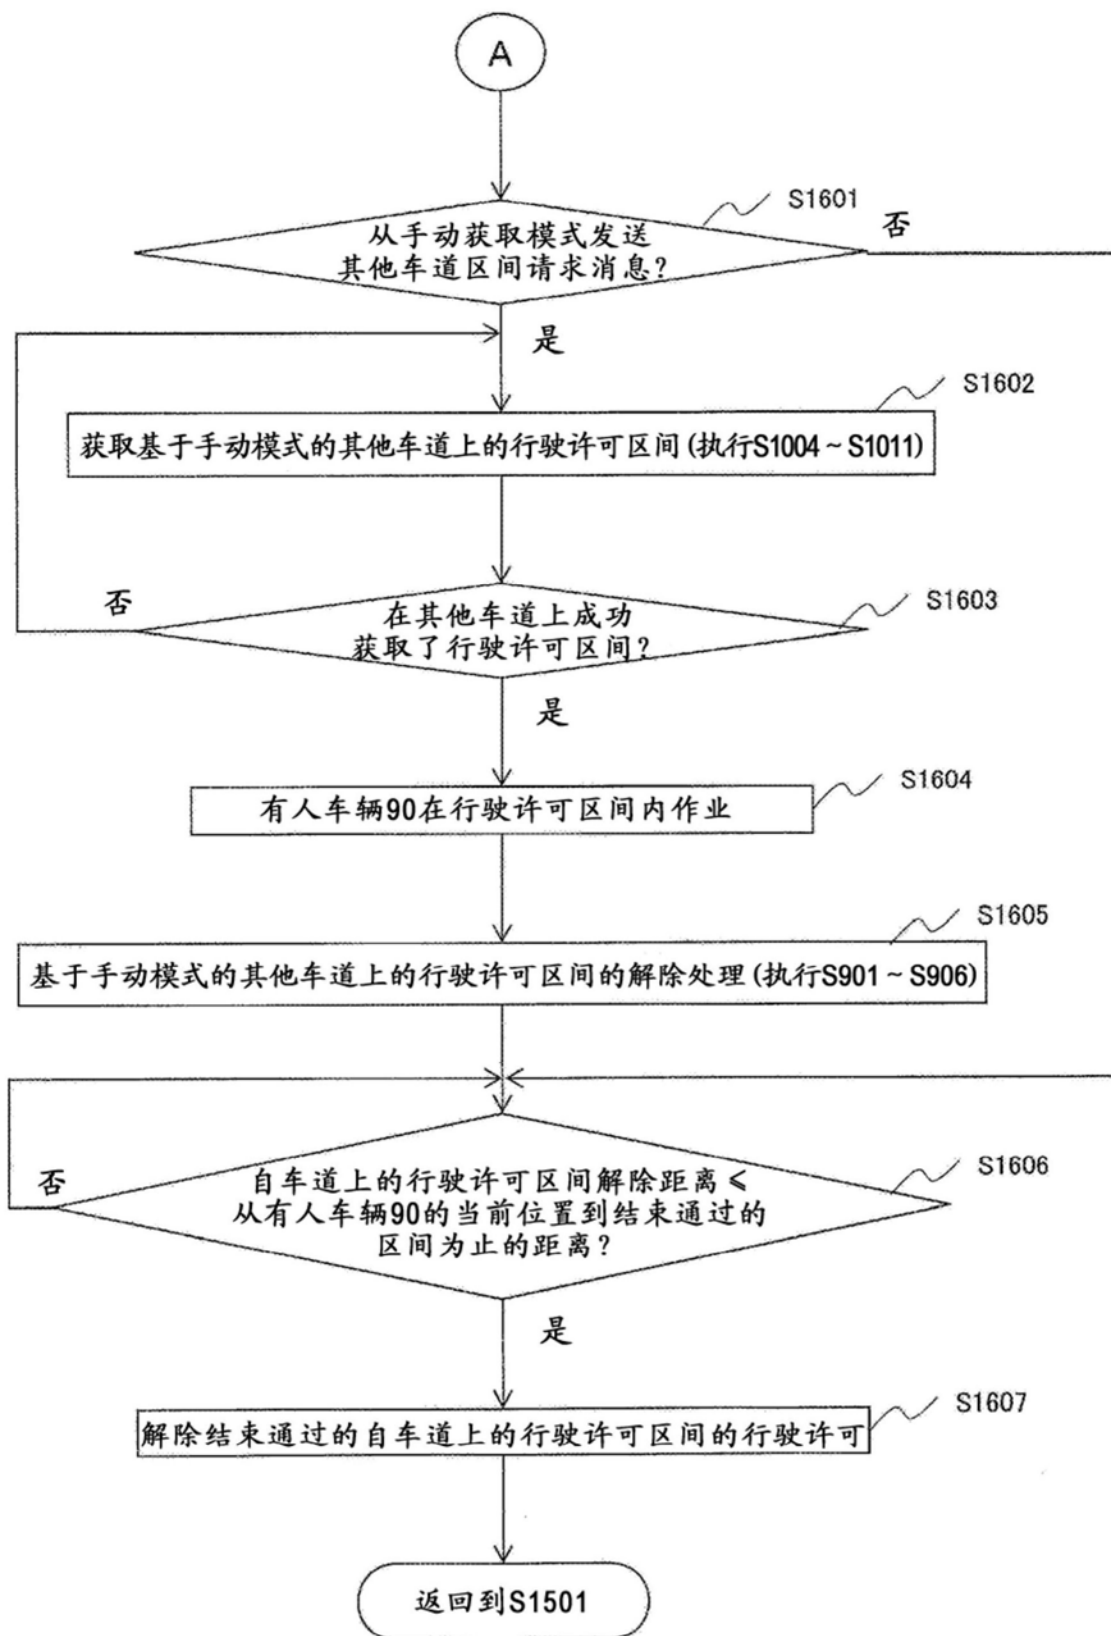 A
S1601
从手动获取模式发送
其他车道区间请求消息？
否
是
S1602
获取基于手动模式的其他车道上的行驶许可区间(执行S1004～S1011)
否
S1603
在其他车道上成功
获取了行驶许可区间？
是
S1604
有人车辆90在行驶许可区间内作业
S1605
基于手动模式的其他车道上的行驶许可区间的解除处理(执行S901～S906)
否
S1606
自车道上的行驶许可区间解除距离≤
从有人车辆90的当前位置到结束通过的
区间为止的距离？
是
S1607
解除结束通过的自车道上的行驶许可区间的行驶许可
返回到S1501